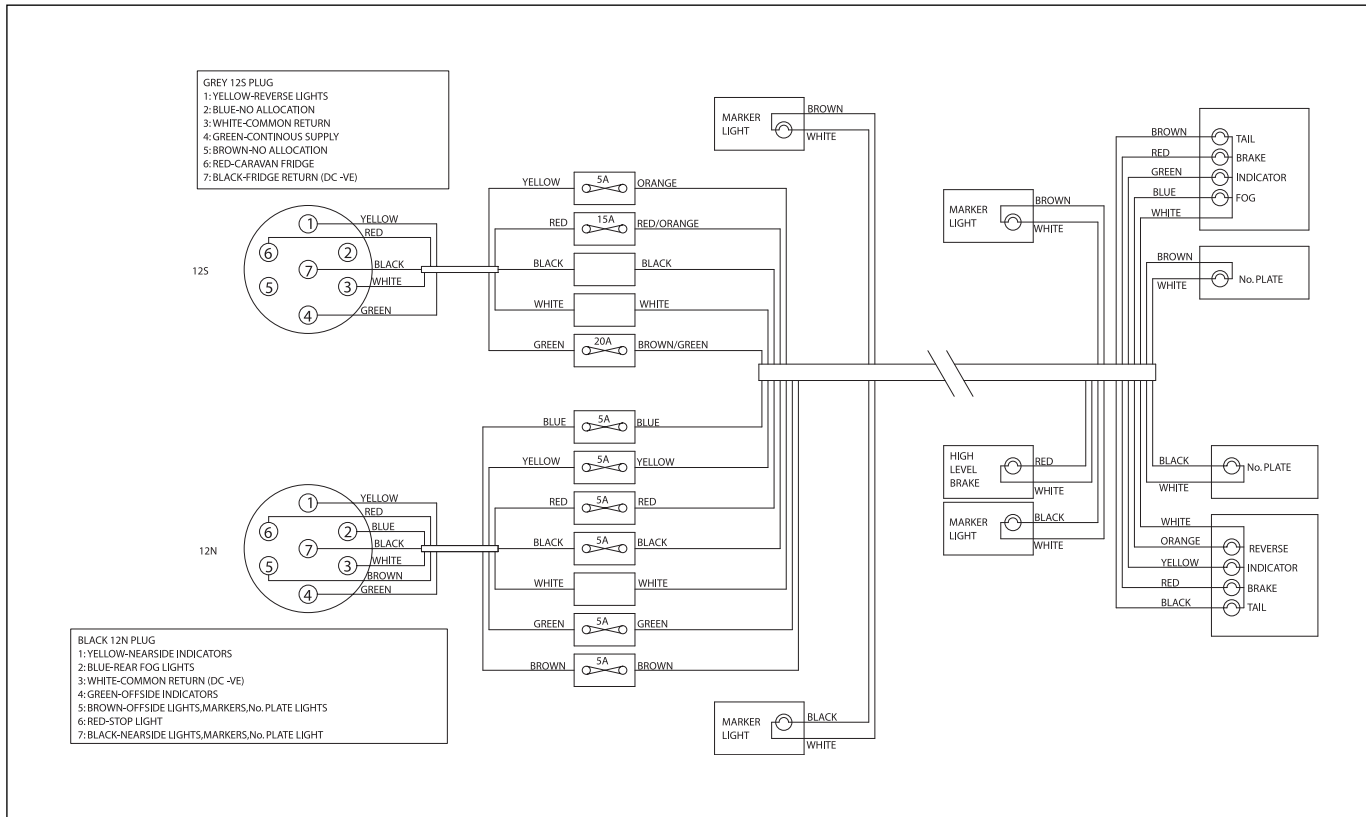 GREY 12S PLUG
1: YELLOW-REVERSE LIGHTS
2: BLUE-NO ALLOCATION
3: WHITE-COMMON RETURN
4: GREEN-CONTINOUS SUPPLY
5: BROWN-NO ALLOCATION
6: RED-CARAVAN FRIDGE
7: BLACK-FRIDGE RETURN (DC -VE)
12S
1
6
2
7
5
3
4
YELLOW
RED
BLACK
WHITE
GREEN
YELLOW 5A ORANGE
RED 15A RED/ORANGE
BLACK BLACK
WHITE WHITE
GREEN 20A BROWN/GREEN
BLUE 5A BLUE
YELLOW 5A YELLOW
RED 5A RED
BLACK 5A BLACK
WHITE WHITE
GREEN 5A GREEN
BROWN 5A BROWN
12N
1
6
2
7
5
3
4
YELLOW
RED
BLUE
BLACK
WHITE
BROWN
GREEN
BLACK 12N PLUG
1: YELLOW-NEARSIDE INDICATORS
2: BLUE-REAR FOG LIGHTS
3: WHITE-COMMON RETURN (DC -VE)
4: GREEN-OFFSIDE INDICATORS
5: BROWN-OFFSIDE LIGHTS,MARKERS,No. PLATE LIGHTS
6: RED-STOP LIGHT
7: BLACK-NEARSIDE LIGHTS,MARKERS,No. PLATE LIGHT
MARKER
LIGHT
BROWN
WHITE
MARKER
LIGHT
BLACK
WHITE
MARKER
LIGHT
BROWN
WHITE
HIGH
LEVEL
BRAKE
RED
WHITE
MARKER
LIGHT
BLACK
WHITE
BROWN TAIL
RED BRAKE
GREEN INDICATOR
BLUE FOG
WHITE
BROWN
WHITE No. PLATE
BLACK No. PLATE
WHITE
WHITE
ORANGE REVERSE
YELLOW INDICATOR
RED BRAKE
BLACK TAIL